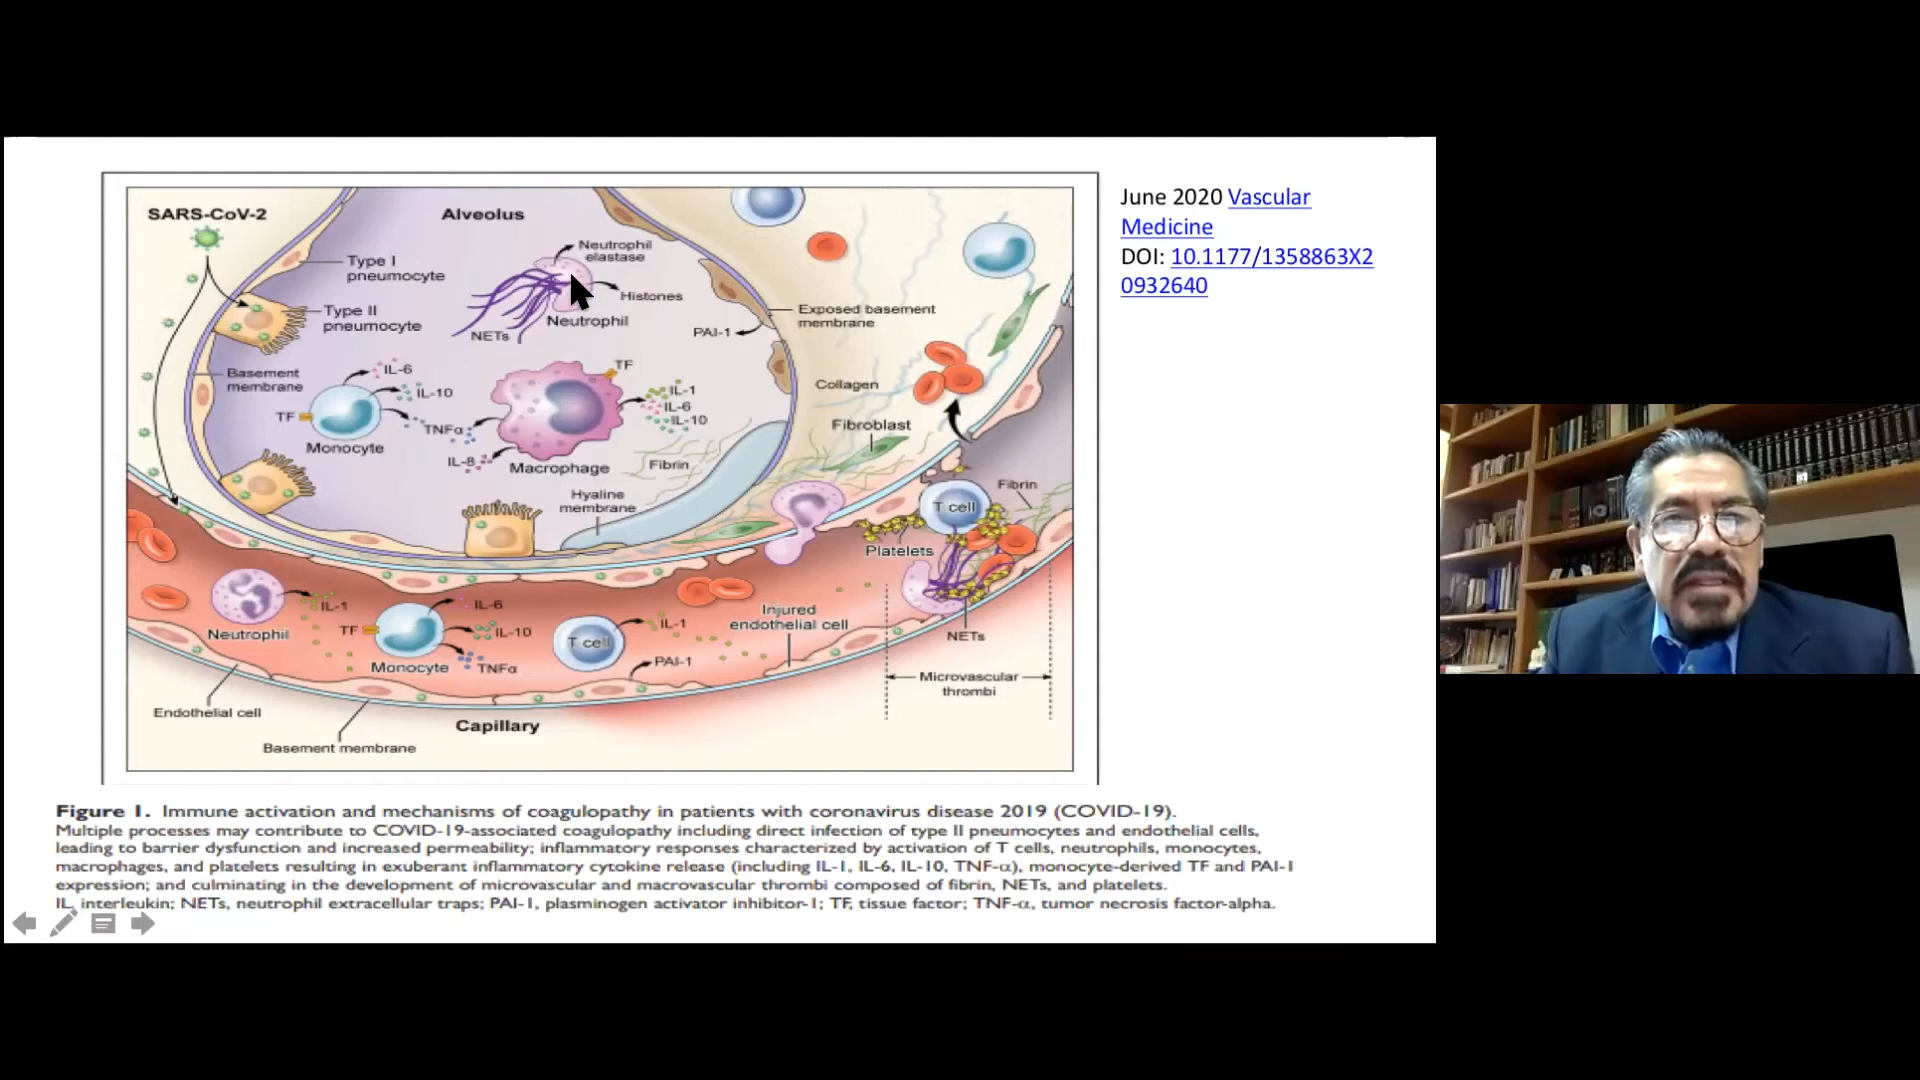 SARS-CoV-2
Alveolus
Neutrophil
elastase
Type I
pneumocyte
Histones
Type II
pneumocyte
Neutrophil
NETs
PAI-1
Exposed basement
membrane
Basement
membrane
IL-6
IL-10
TF
TNFα
Monocyte
TF
IL-1
IL-6
IL-10
IL-8
Macrophage
Fibrin
Hyaline
membrane
Collagen
Fibroblast
Fibrin
T cell
Platelets
Neutrophil
IL-1
TF
IL-6
IL-10
TNFα
Monocyte
T cell
IL-1
PAI-1
Injured
endothelial cell
NETs
Microvascular
thrombi
Endothelial cell
Basement membrane
Capillary
June 2020 Vascular
Medicine
DOI: 10.1177/1358863X2
0932640
Figure 1. Immune activation and mechanisms of coagulopathy in patients with coronavirus disease 2019 (COVID-19).
Multiple processes may contribute to COVID-19-associated coagulopathy including direct infection of type II pneumocytes and endothelial cells,
leading to barrier dysfunction and increased permeability; inflammatory responses characterized by activation of T cells, neutrophils, monocytes,
macrophages, and platelets resulting in exuberant inflammatory cytokine release (including IL-1, IL-6, IL-10, TNF-α), monocyte-derived TF and PAI-1
expression; and culminating in the development of microvascular and macrovascular thrombi composed of fibrin, NETs, and platelets.
IL, interleukin; NETs, neutrophil extracellular traps; PAI-1, plasminogen activator inhibitor-1; TF, tissue factor; TNF-α, tumor necrosis factor-alpha.